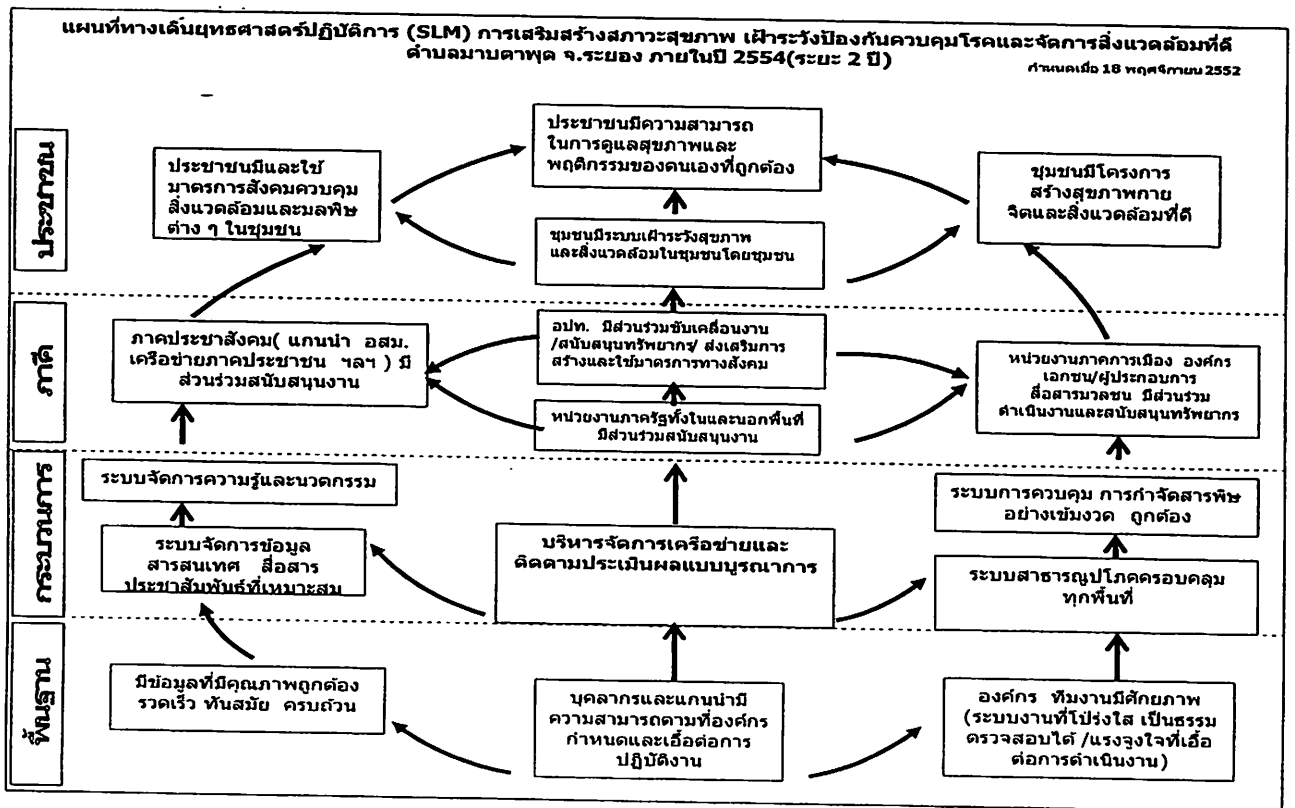 แผนที่ทางเดินยุทธศาสตร์ปฏิบัติการ (SLM) การเสริมสร้างสภาวะสุขภาพ เฝ้าระวังป้องกันควบคุมโรคและจัดการสิ่งแวดล้อมที่ดี
ตำบลมาบตาพุด จ.ระยอง ภายในปี 2554(ระยะ 2 ปี)
กำหนดเมื่อ 18 พฤศจิกายน 2552
ประชาชน
ประชาชนมีและใช้
มาตรการสังคมควบคุม
สิ่งแวดล้อมและมลพิษ
ต่าง ๆ ในชุมชน
ประชาชนมีความสามารถ
ในการดูแลสุขภาพและ
พฤติกรรมของตนเองที่ถูกต้อง
ชุมชนมีโครงการ
สร้างสุขภาพกาย
จิตและสิ่งแวดล้อมที่ดี
ชุมชนมีระบบเฝ้าระวังสุขภาพ
และสิ่งแวดล้อมในชุมชนโดยชุมชน
ภาคี
ภาคประชาสังคม( แกนนำ อสม.
เครือข่ายภาคประชาชน ฯลฯ ) มี
ส่วนร่วมสนับสนุนงาน
อปท. มีส่วนร่วมขับเคลื่อนงาน
/สนับสนุนทรัพยากร/ ส่งเสริมการ
สร้างและใช้มาตรการทางสังคม
หน่วยงานภาคการเมือง องค์กร
เอกชน/ผู้ประกอบการ
สื่อสารมวลชน มีส่วนร่วม
ดำเนินงานและสนับสนุนทรัพยากร
หน่วยงานภาครัฐทั้งในและนอกพื้นที่
มีส่วนร่วมสนับสนุนงาน
กระบวนการ
ระบบจัดการความรู้และนวตกรรม
ระบบจัดการข้อมูล
สารสนเทศ สื่อสาร
ประชาสัมพันธ์ที่เหมาะสม
บริหารจัดการเครือข่ายและ
ติดตามประเมินผลแบบบูรณาการ
ระบบการควบคุม การกำจัดสารพิษ
อย่างเข้มงวด ถูกต้อง
ระบบสาธารณูปโภคครอบคลุม
ทุกพื้นที่
พื้นฐาน
มีข้อมูลที่มีคุณภาพถูกต้อง
รวดเร็ว ทันสมัย ครบถ้วน
บุคลากรและแกนนำมี
ความสามารถตามที่องค์กร
กำหนดและเอื้อต่อการ
ปฏิบัติงาน
องค์กร ทีมงานมีศักยภาพ
(ระบบงานที่โปร่งใส เป็นธรรม
ตรวจสอบได้ /แรงจูงใจที่เอื้อ
ต่อการดำเนินงาน)